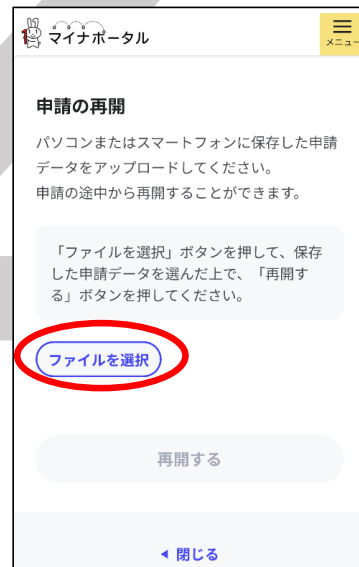 マイナポータル
メニュー
申請の再開
パソコンまたはスマートフォンに保存した申請
データをアップロードしてください。
申請の途中から再開することができます。
「ファイルを選択」ボタンを押して、保存
した申請データを選んだ上で、「再開す
る」ボタンを押してください。
ファイルを選択
再開する
閉じる